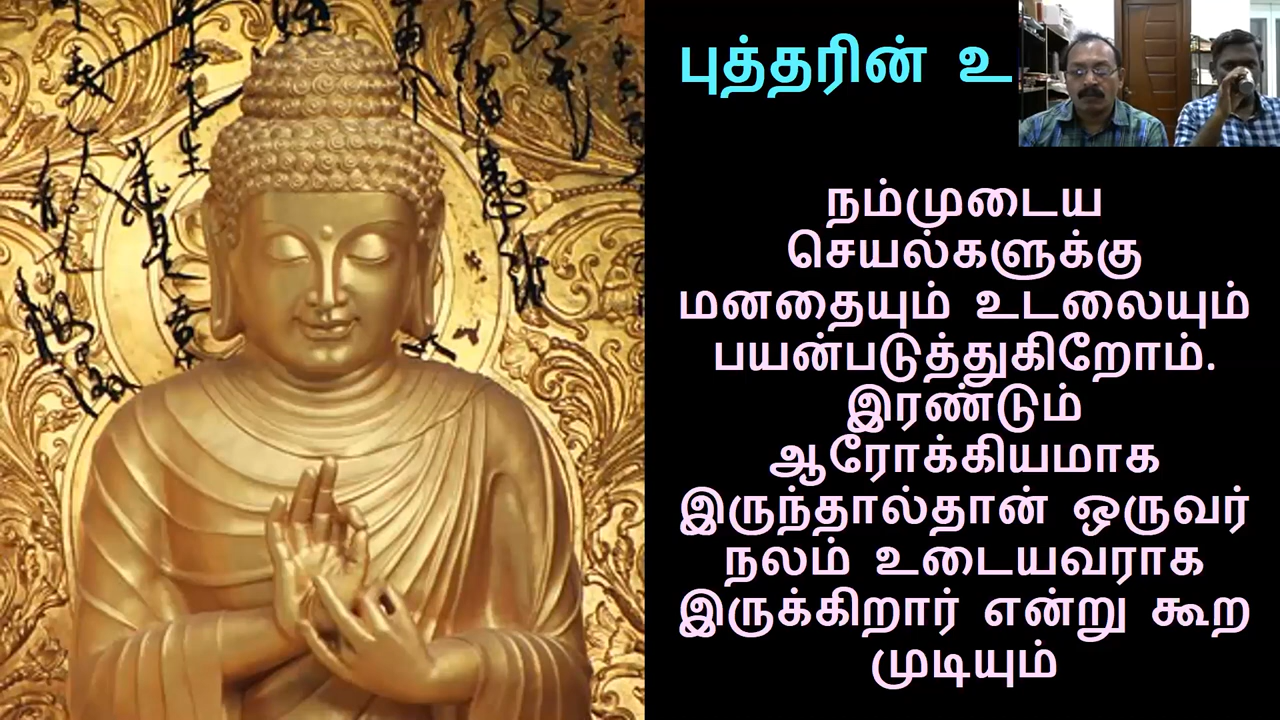 புத்தரின் உ
நம்முடைய
செயல்களுக்கு
மனதையும் உடலையும்
பயன்படுத்துகிறோம்.
இரண்டும்
ஆரோக்கியமாக
இருந்தால்தான் ஒருவர்
நலம் உடையவராக
இருக்கிறார் என்று கூற
முடியும்